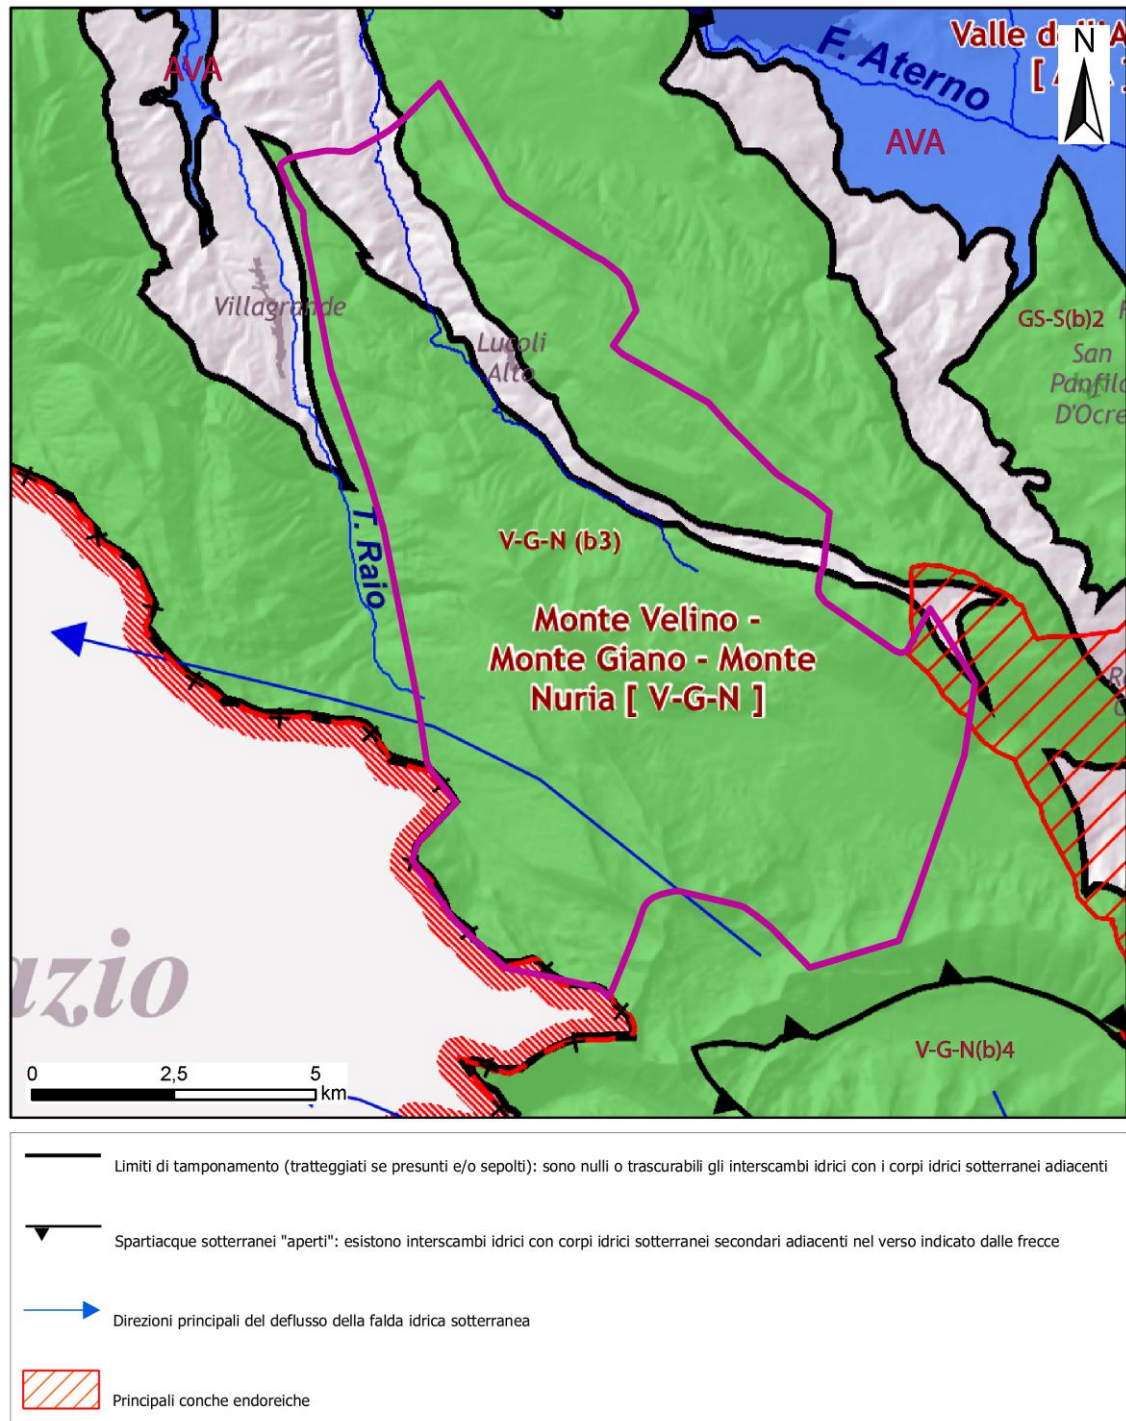 AVA
F. Aterno
Valle d
N
AVA
Villagrande
Lucoli
Alto
GS-S(b)2
San
Panfilo
D'Ocre
T. Raio
V-G-N (b3)
Monte Velino -
Monte Giano - Monte
Nuria [ V-G-N ]
azio
V-G-N(b)4
0 2,5 5
km
Limiti di tamponamento (tratteggiati se presunti e/o sepolti): sono nulli o trascurabili gli interscambi idrici con i corpi idrici sotterranei adiacenti
Spartiacque sotterranei "aperti": esistono interscambi idrici con corpi idrici sotterranei secondari adiacenti nel verso indicato dalle frecce
Direzioni principali del deflusso della falda idrica sotterranea
Principali conche endoreiche